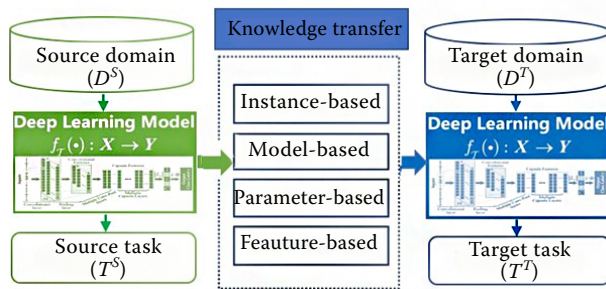 Source domain
(D^S)
Deep Learning Model
f_𝒯(•) : X → Y
Source task
(T^S)
Knowledge transfer
Instance-based
Model-based
Parameter-based
Feauture-based
Target domain
(D^T)
Deep Learning Model
f_𝒯(•) : X → Y
Target task
(T^T)